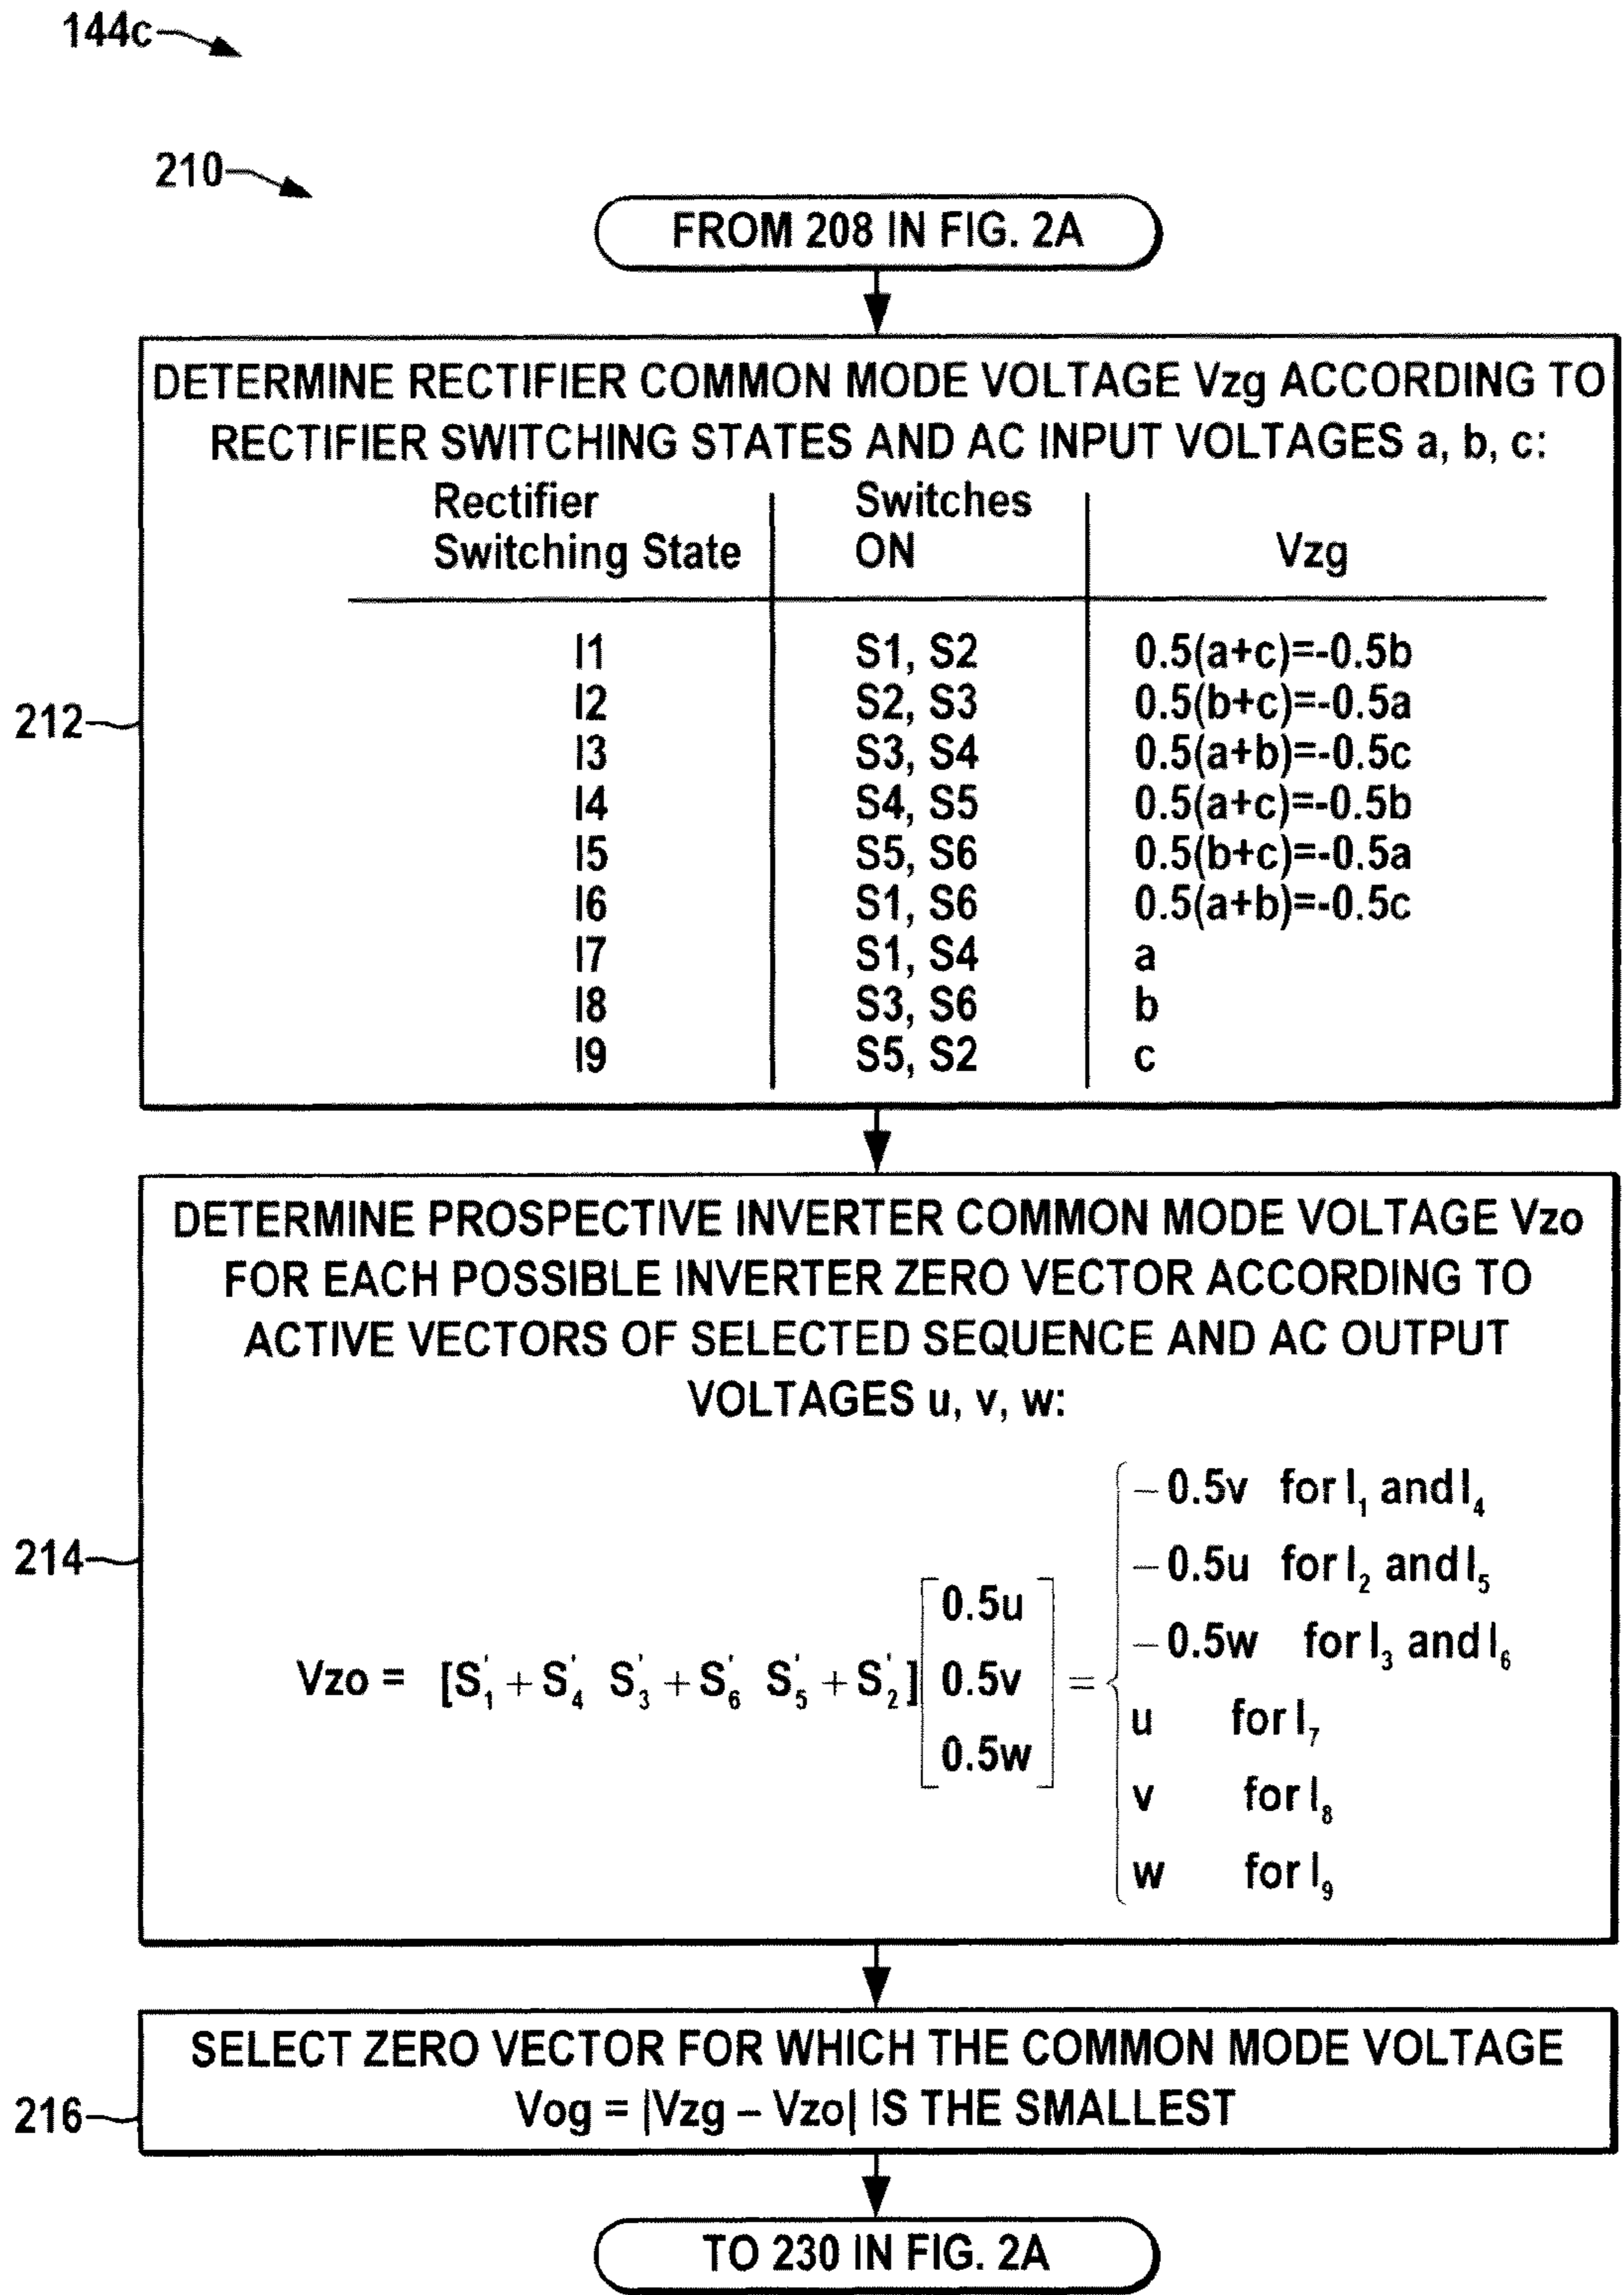 144c
210
FROM 208 IN FIG. 2A
DETERMINE RECTIFIER COMMON MODE VOLTAGE Vzg ACCORDING TO
RECTIFIER SWITCHING STATES AND AC INPUT VOLTAGES a, b, c:
Rectifier Switches
Switching State ON Vzg
I1 S1, S2 0.5(a+c)=-0.5b
I2 S2, S3 0.5(b+c)=-0.5a
212
I3 S3, S4 0.5(a+b)=-0.5c
I4 S4, S5 0.5(a+c)=-0.5b
I5 S5, S6 0.5(b+c)=-0.5a
I6 S1, S6 0.5(a+b)=-0.5c
I7 S1, S4 a
I8 S3, S6 b
I9 S5, S2 c
DETERMINE PROSPECTIVE INVERTER COMMON MODE VOLTAGE Vzo
FOR EACH POSSIBLE INVERTER ZERO VECTOR ACCORDING TO
ACTIVE VECTORS OF SELECTED SEQUENCE AND AC OUTPUT
VOLTAGES u, v, w:
214
Vzo = [S'₁ + S'₄ S'₃ + S'₆ S'₅ + S'₂]
0.5u
0.5v
0.5w
=
– 0.5v for I₁ and I₄
– 0.5u for I₂ and I₅
– 0.5w for I₃ and I₆
u for I₇
v for I₈
w for I₉
SELECT ZERO VECTOR FOR WHICH THE COMMON MODE VOLTAGE
216
Vog = |Vzg – Vzo| IS THE SMALLEST
TO 230 IN FIG. 2A